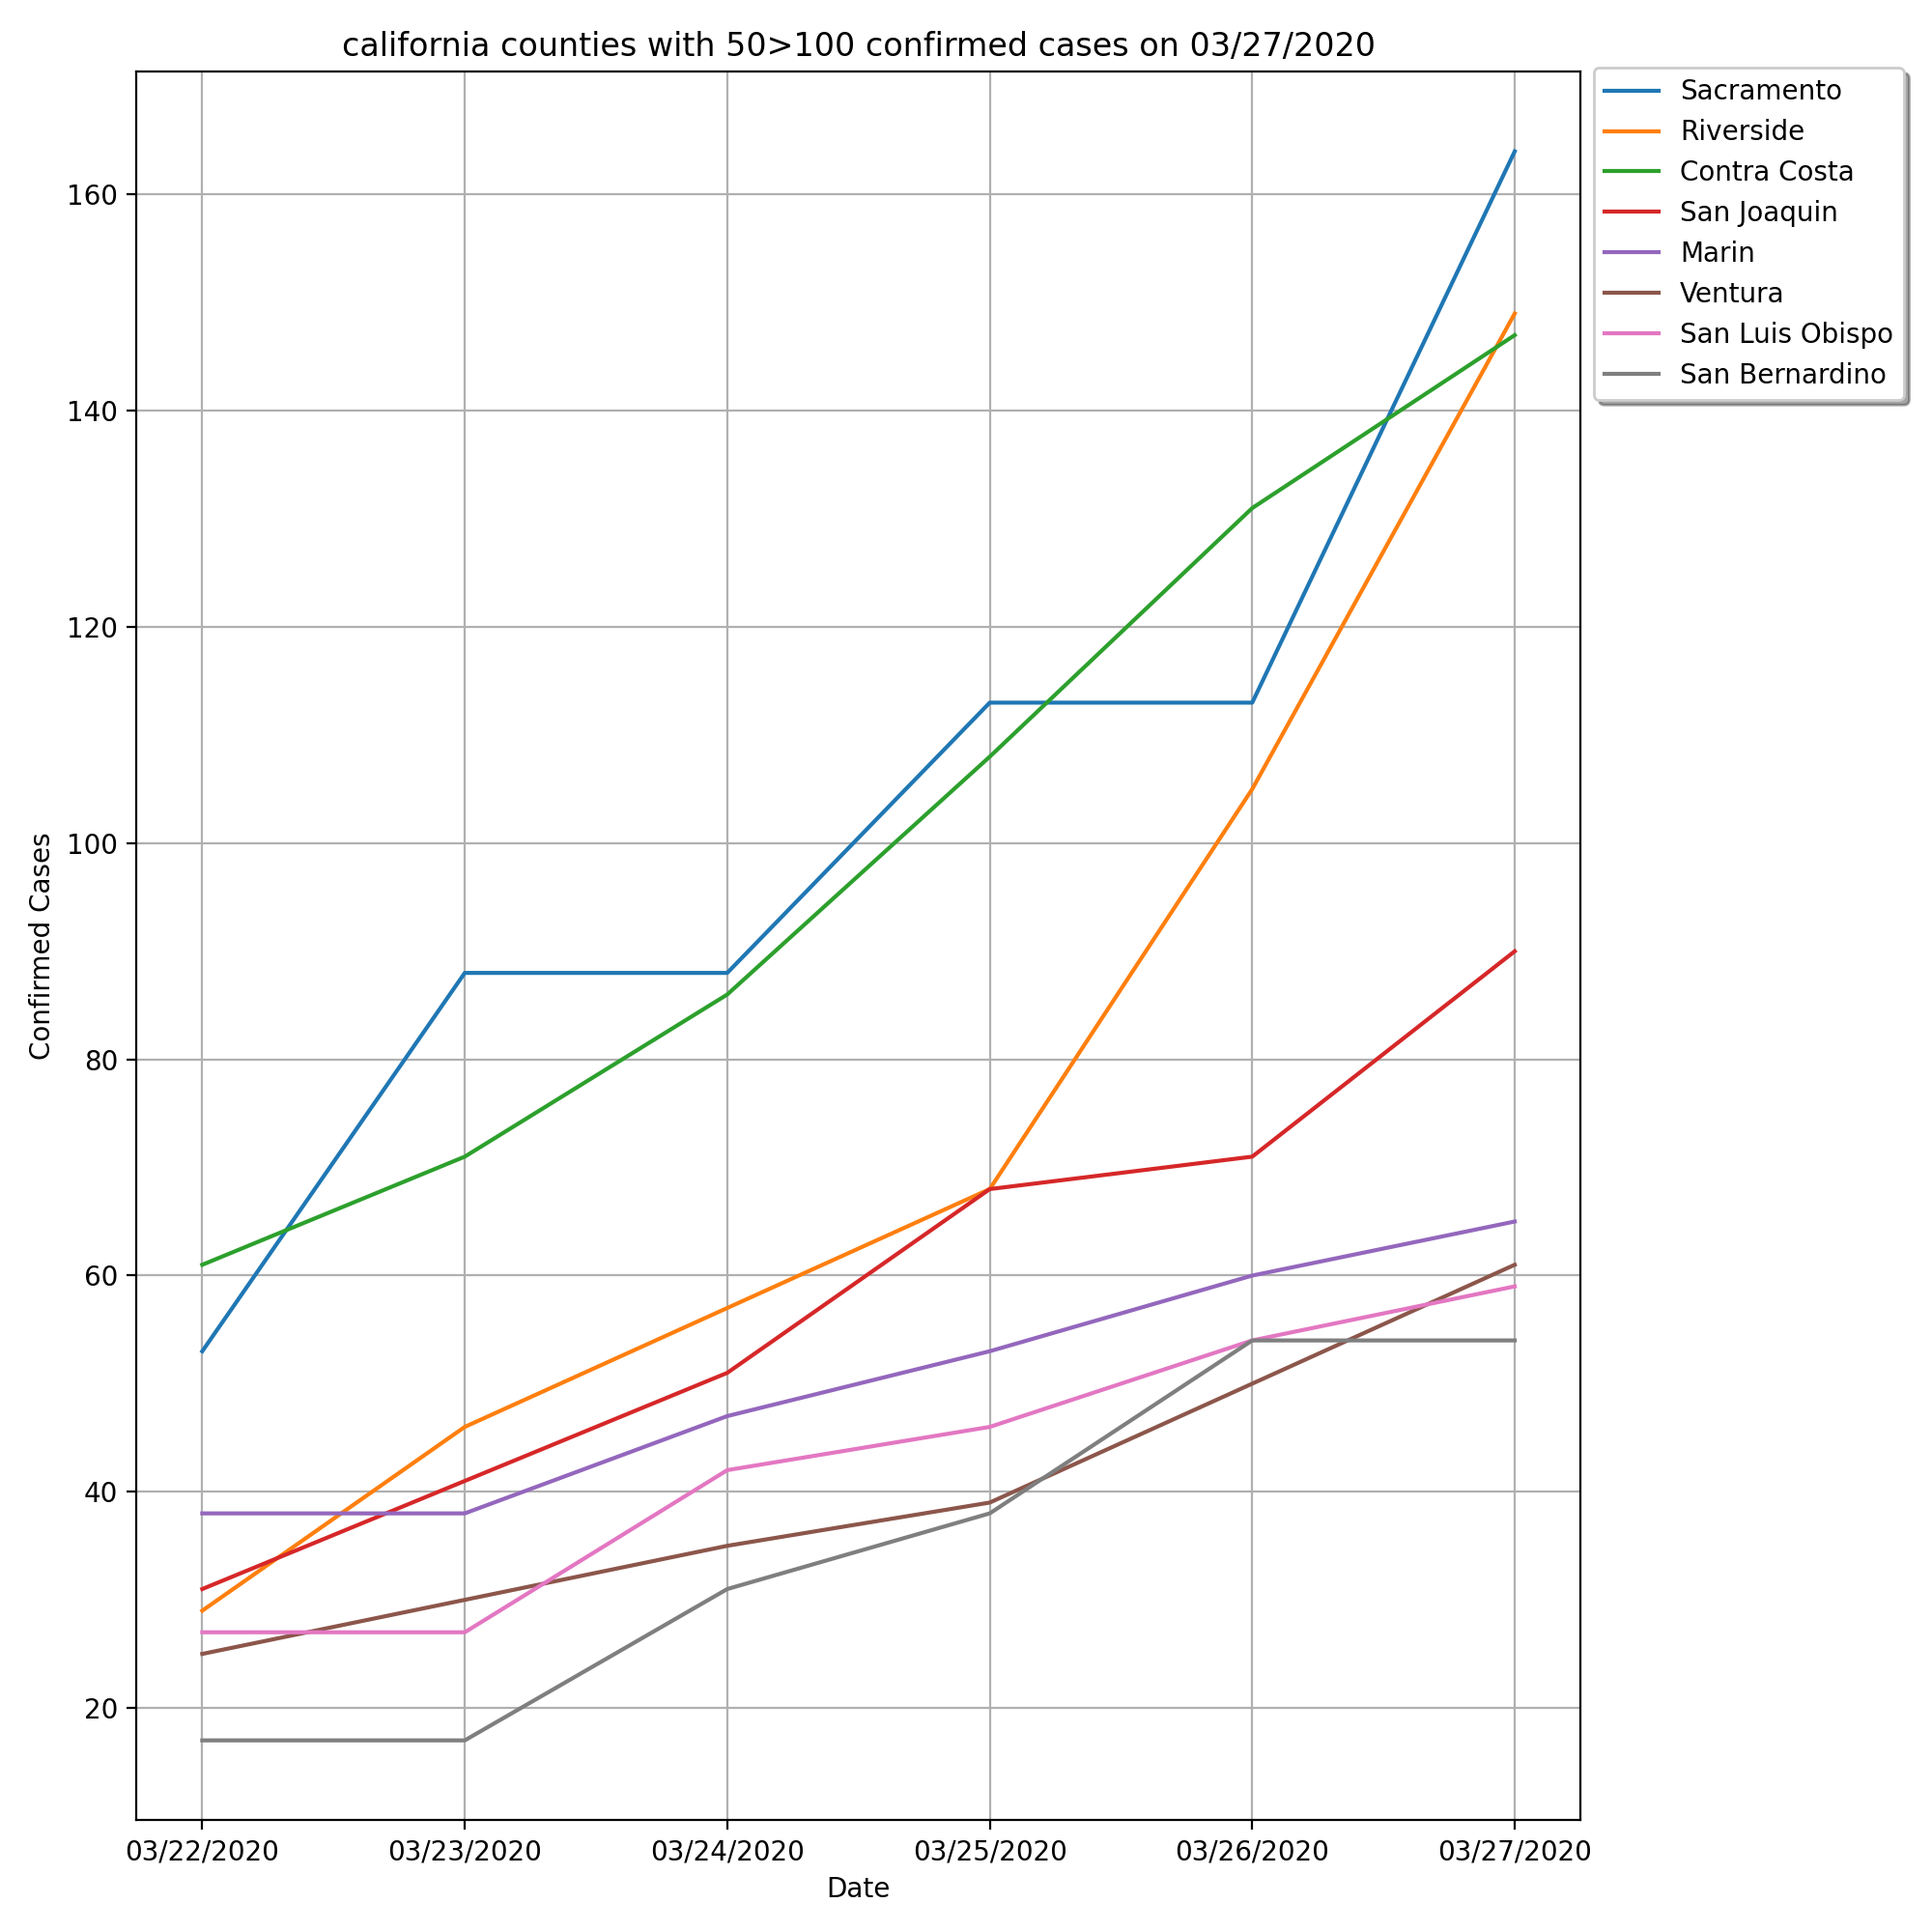 california counties with 50>100 confirmed cases on 03/27/2020
Sacramento
Riverside
Contra Costa
San Joaquin
Marin
Ventura
San Luis Obispo
San Bernardino
160
140
120
100
80
60
40
20
Confirmed Cases
03/22/2020 03/23/2020 03/24/2020 03/25/2020 03/26/2020 03/27/2020
Date